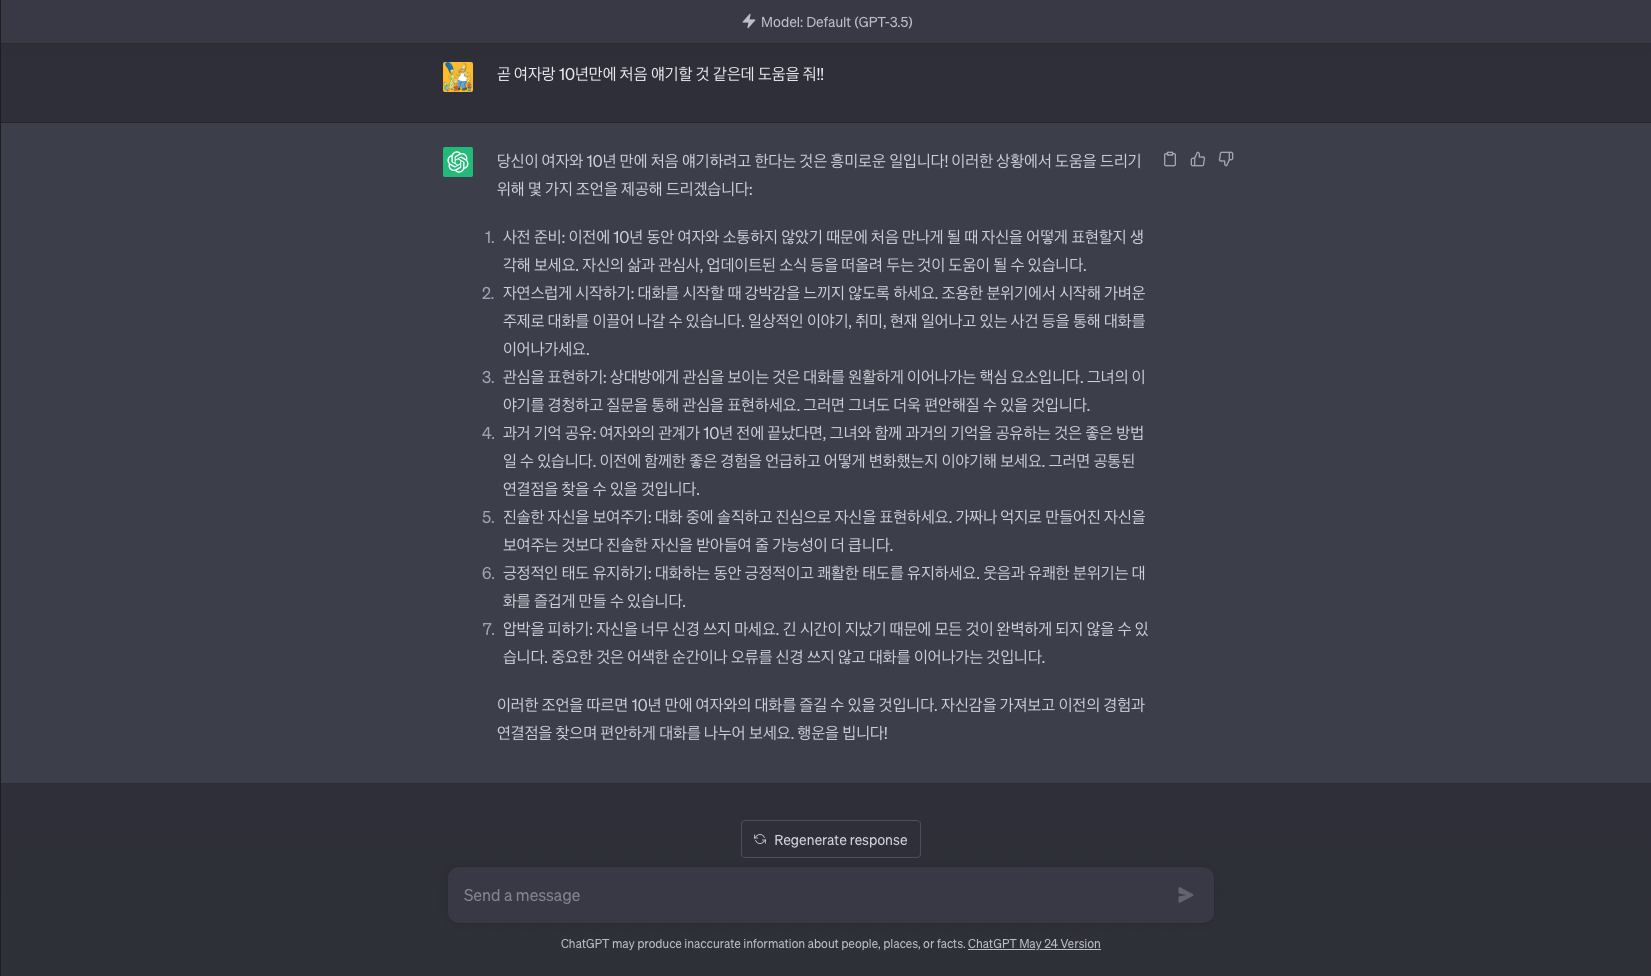 Model: Default (GPT-3.5)
곧 여자랑 10년만에 처음 얘기할 것 같은데 도움을 줘!!
당신이 여자와 10년 만에 처음 얘기하려고 한다는 것은 흥미로운 일입니다! 이러한 상황에서 도움을 드리기
위해 몇 가지 조언을 제공해 드리겠습니다:
1. 사전 준비: 이전에 10년 동안 여자와 소통하지 않았기 때문에 처음 만나게 될 때 자신을 어떻게 표현할지 생
각해 보세요. 자신의 삶과 관심사, 업데이트된 소식 등을 떠올려 두는 것이 도움이 될 수 있습니다.
2. 자연스럽게 시작하기: 대화를 시작할 때 강박감을 느끼지 않도록 하세요. 조용한 분위기에서 시작해 가벼운
주제로 대화를 이끌어 나갈 수 있습니다. 일상적인 이야기, 취미, 현재 일어나고 있는 사건 등을 통해 대화를
이어나가세요.
3. 관심을 표현하기: 상대방에게 관심을 보이는 것은 대화를 원활하게 이어나가는 핵심 요소입니다. 그녀의 이
야기를 경청하고 질문을 통해 관심을 표현하세요. 그러면 그녀도 더욱 편안해질 수 있을 것입니다.
4. 과거 기억 공유: 여자와의 관계가 10년 전에 끝났다면, 그녀와 함께 과거의 기억을 공유하는 것은 좋은 방법
일 수 있습니다. 이전에 함께한 좋은 경험을 언급하고 어떻게 변화했는지 이야기해 보세요. 그러면 공통된
연결점을 찾을 수 있을 것입니다.
5. 진솔한 자신을 보여주기: 대화 중에 솔직하고 진심으로 자신을 표현하세요. 가짜나 억지로 만들어진 자신을
보여주는 것보다 진솔한 자신을 받아들여 줄 가능성이 더 큽니다.
6. 긍정적인 태도 유지하기: 대화하는 동안 긍정적이고 쾌활한 태도를 유지하세요. 웃음과 유쾌한 분위기는 대
화를 즐겁게 만들 수 있습니다.
7. 압박을 피하기: 자신을 너무 신경 쓰지 마세요. 긴 시간이 지났기 때문에 모든 것이 완벽하게 되지 않을 수 있
습니다. 중요한 것은 어색한 순간이나 오류를 신경 쓰지 않고 대화를 이어나가는 것입니다.
이러한 조언을 따르면 10년 만에 여자와의 대화를 즐길 수 있을 것입니다. 자신감을 가져보고 이전의 경험과
연결점을 찾으며 편안하게 대화를 나누어 보세요. 행운을 빕니다!
Regenerate response
Send a message
ChatGPT may produce inaccurate information about people, places, or facts. ChatGPT May 24 Version